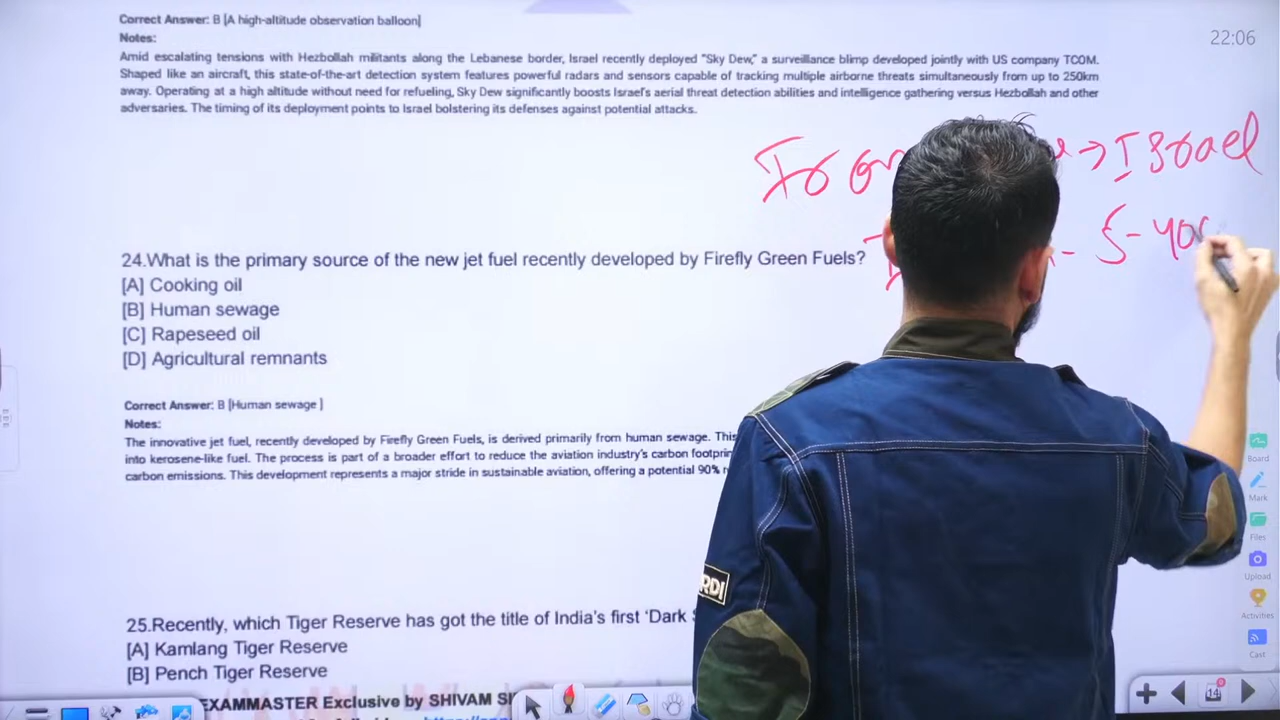 Correct Answer: B [A high-altitude observation balloon]
22:06
Notes:
Amid escalating tensions with Hezbollah militants along the Lebanese border, Israel recently deployed "Sky Dew," a surveillance blimp developed jointly with US company TCOM.
Shaped like an aircraft, this state-of-the-art detection system features powerful radars and sensors capable of tracking multiple airborne threats simultaneously from up to 250km
away. Operating at a high altitude without need for refueling, Sky Dew significantly boosts Israel's aerial threat detection abilities and intelligence gathering versus Hezbollah and other
adversaries. The timing of its deployment points to Israel bolstering its defenses against potential attacks.
Israel
24.What is the primary source of the new jet fuel recently developed by Firefly Green Fuels?
[A] Cooking oil
[B] Human sewage
[C] Rapeseed oil
[D] Agricultural remnants
Correct Answer: B [Human sewage ]
Notes:
The innovative jet fuel, recently developed by Firefly Green Fuels, is derived primarily from human sewage. This
into kerosene-like fuel. The process is part of a broader effort to reduce the aviation industry's carbon footprin
carbon emissions. This development represents a major stride in sustainable aviation, offering a potential 90%
25.Recently, which Tiger Reserve has got the title of India's first 'Dark
[A] Kamlang Tiger Reserve
[B] Pench Tiger Reserve
EXAMMASTER Exclusive by SHIVAM
RDI
Board
Mark
Files
Upload
Activities
Cast
14